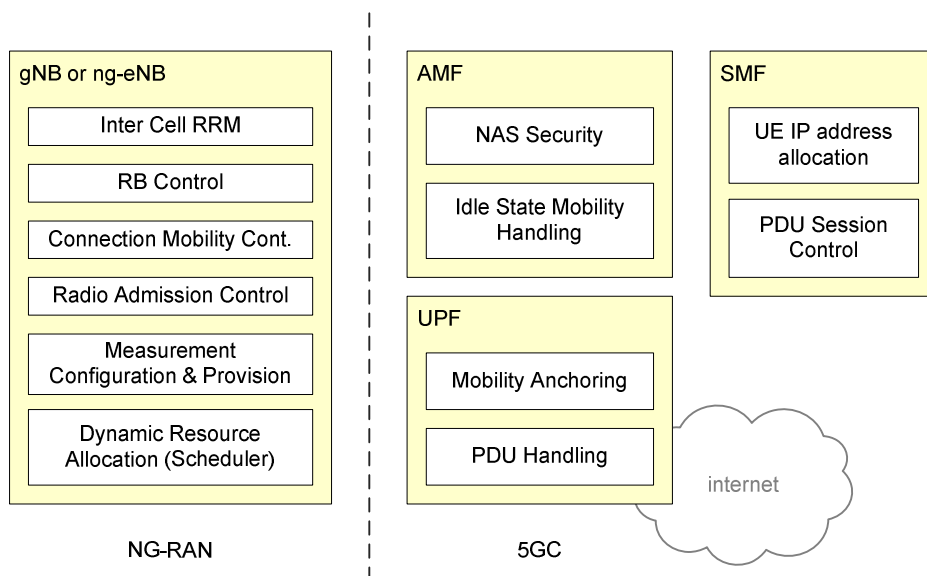 gNB or ng-eNB
Inter Cell RRM
RB Control
Connection Mobility Cont.
Radio Admission Control
Measurement
Configuration & Provision
Dynamic Resource
Allocation (Scheduler)
NG-RAN
AMF
NAS Security
Idle State Mobility
Handling
SMF
UE IP address
allocation
PDU Session
Control
UPF
Mobility Anchoring
PDU Handling
internet
5GC